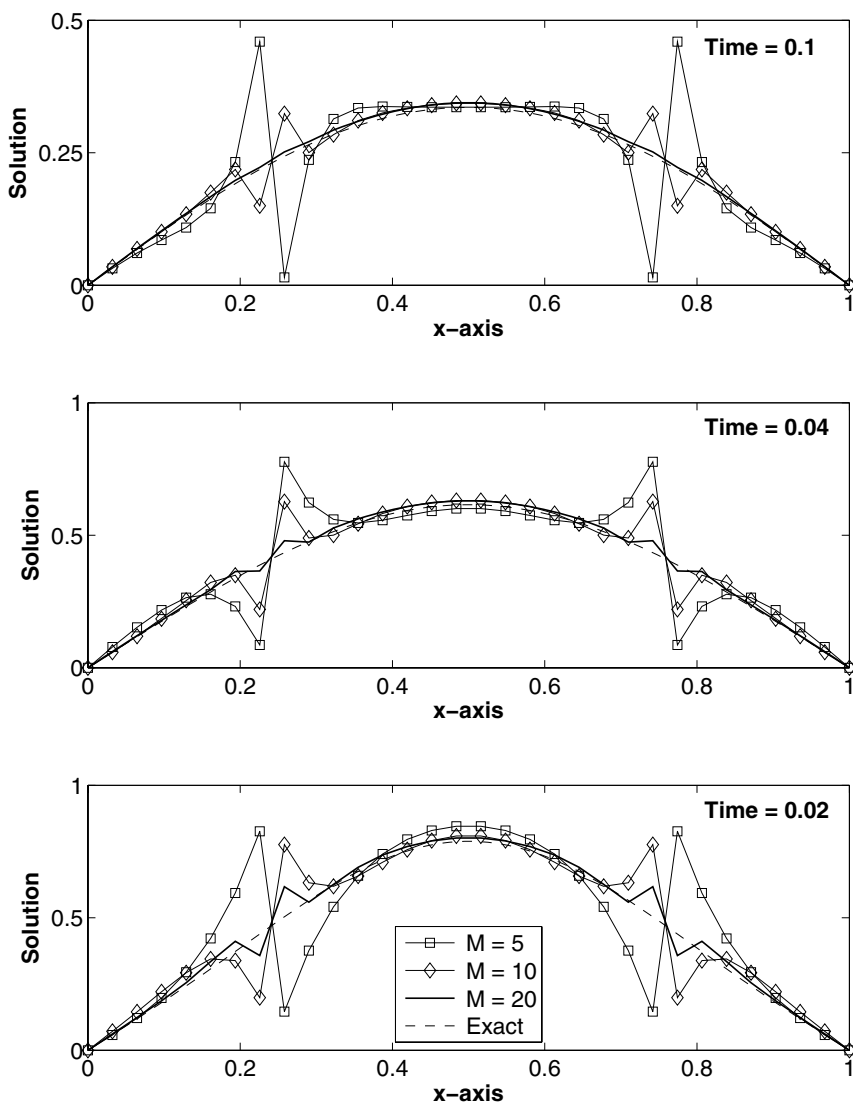 Time = 0.1
0.5
0.25
0
Solution
0 0.2 0.4 0.6 0.8 1
x-axis
Time = 0.04
1
0.5
0
Solution
0 0.2 0.4 0.6 0.8 1
x-axis
Time = 0.02
1
0.5
0
Solution
M = 5
M = 10
M = 20
Exact
0 0.2 0.4 0.6 0.8 1
x-axis